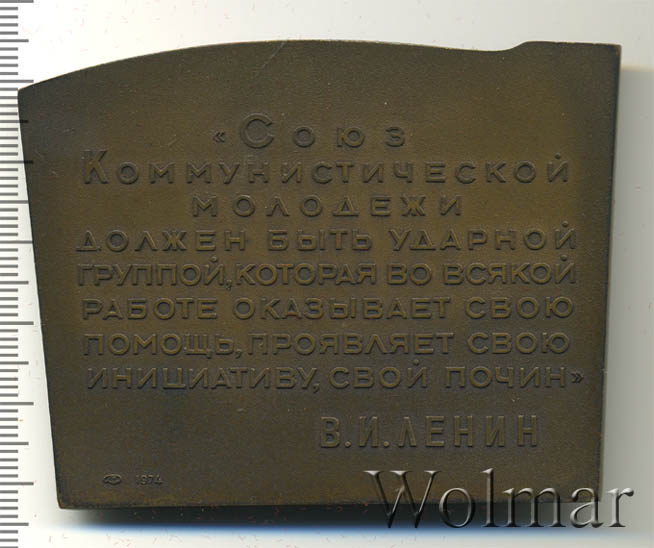 «Союз
Коммунистической
молодежи
должен быть ударной
группой, которая во всякой
работе оказывает свою
помощь, проявляет свою
инициативу, свой почин»
В.И.ЛЕНИН
1974
Wolmar